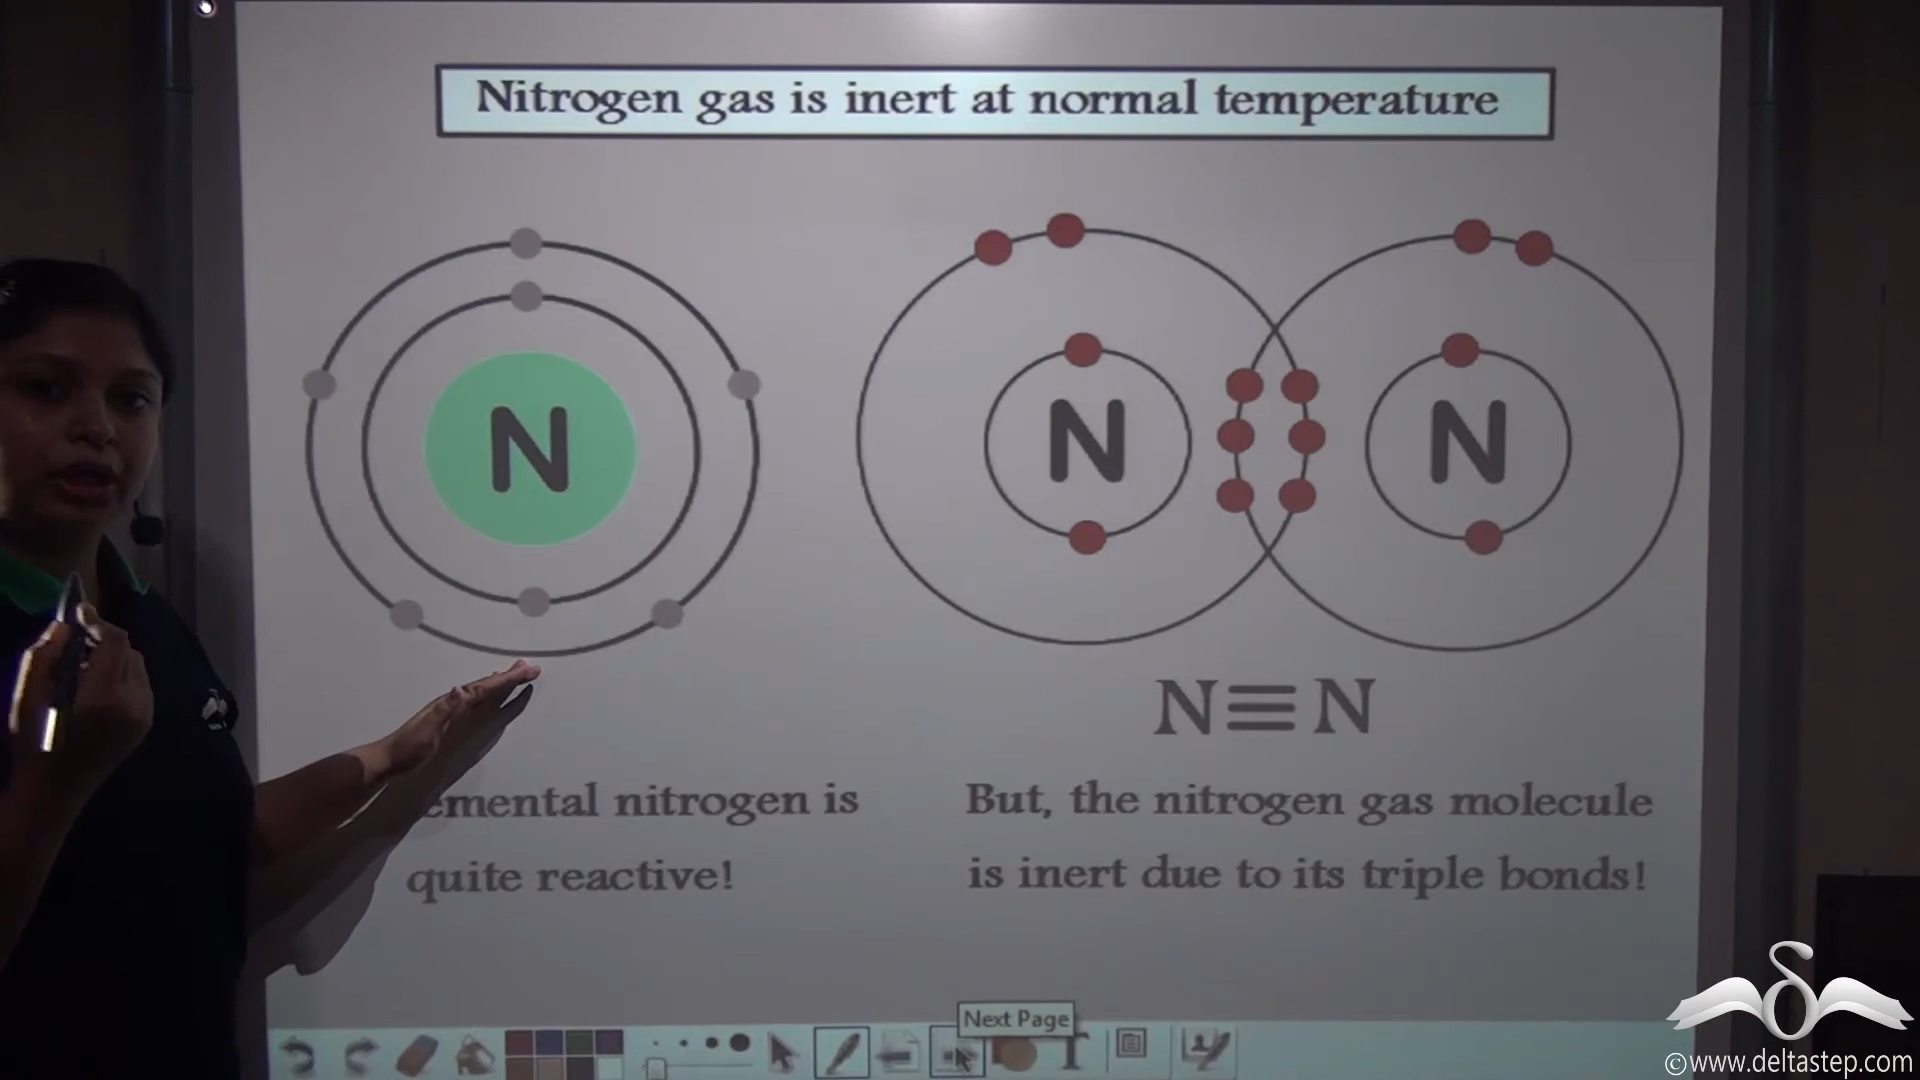 Nitrogen gas is inert at normal temperature
N
N
N
N≡N
emental nitrogen is
quite reactive!
But, the nitrogen gas molecule
is inert due to its triple bonds!
Next Page
T
©www.deltastep.com